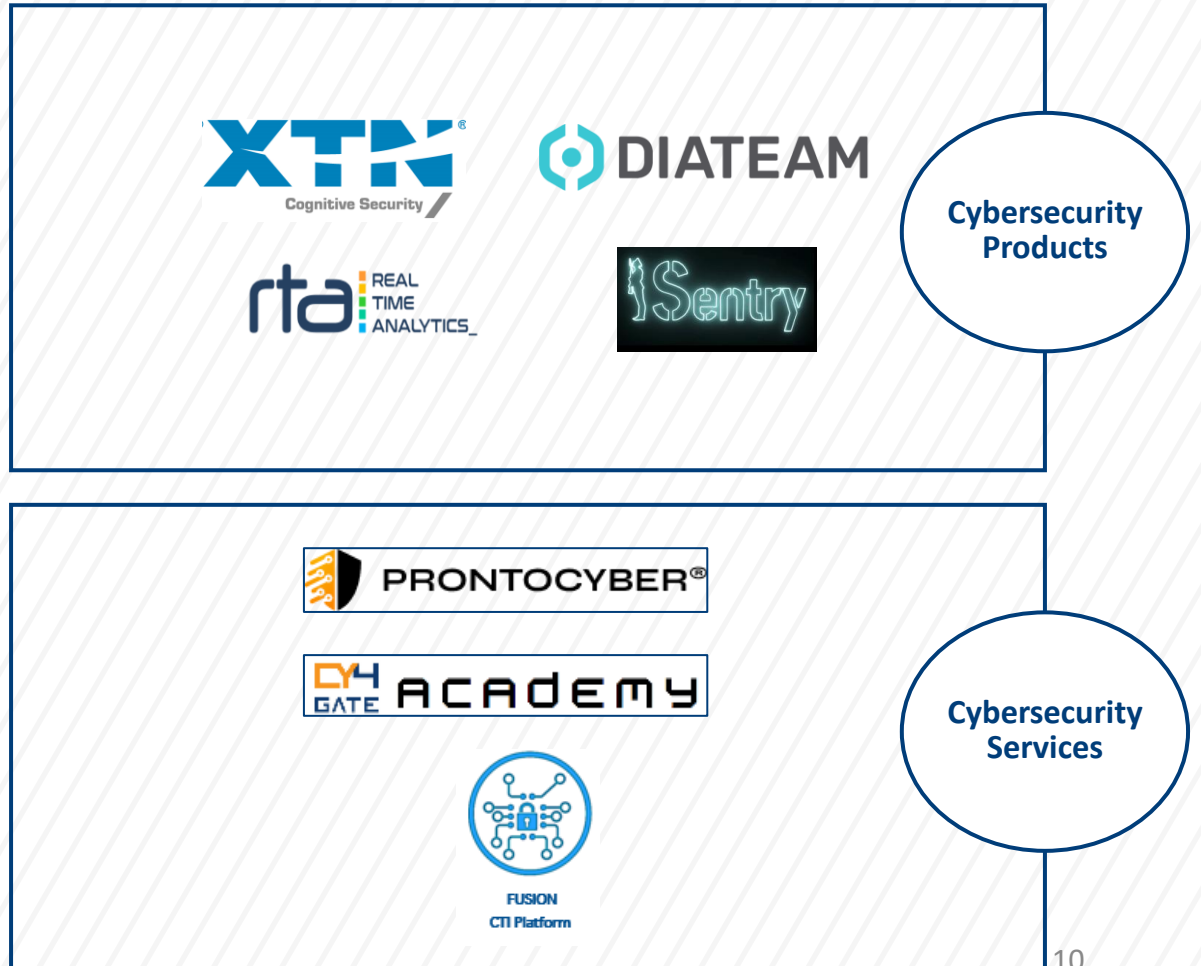 XTN®
Cognitive Security
DIATEAM
rta REAL
TIME
ANALYTICS_
Sentry
Cybersecurity
Products
PRONTOCYBER®
CY4
GATE ACADEMY
Cybersecurity
Services
FUSION
CTI Platform
10